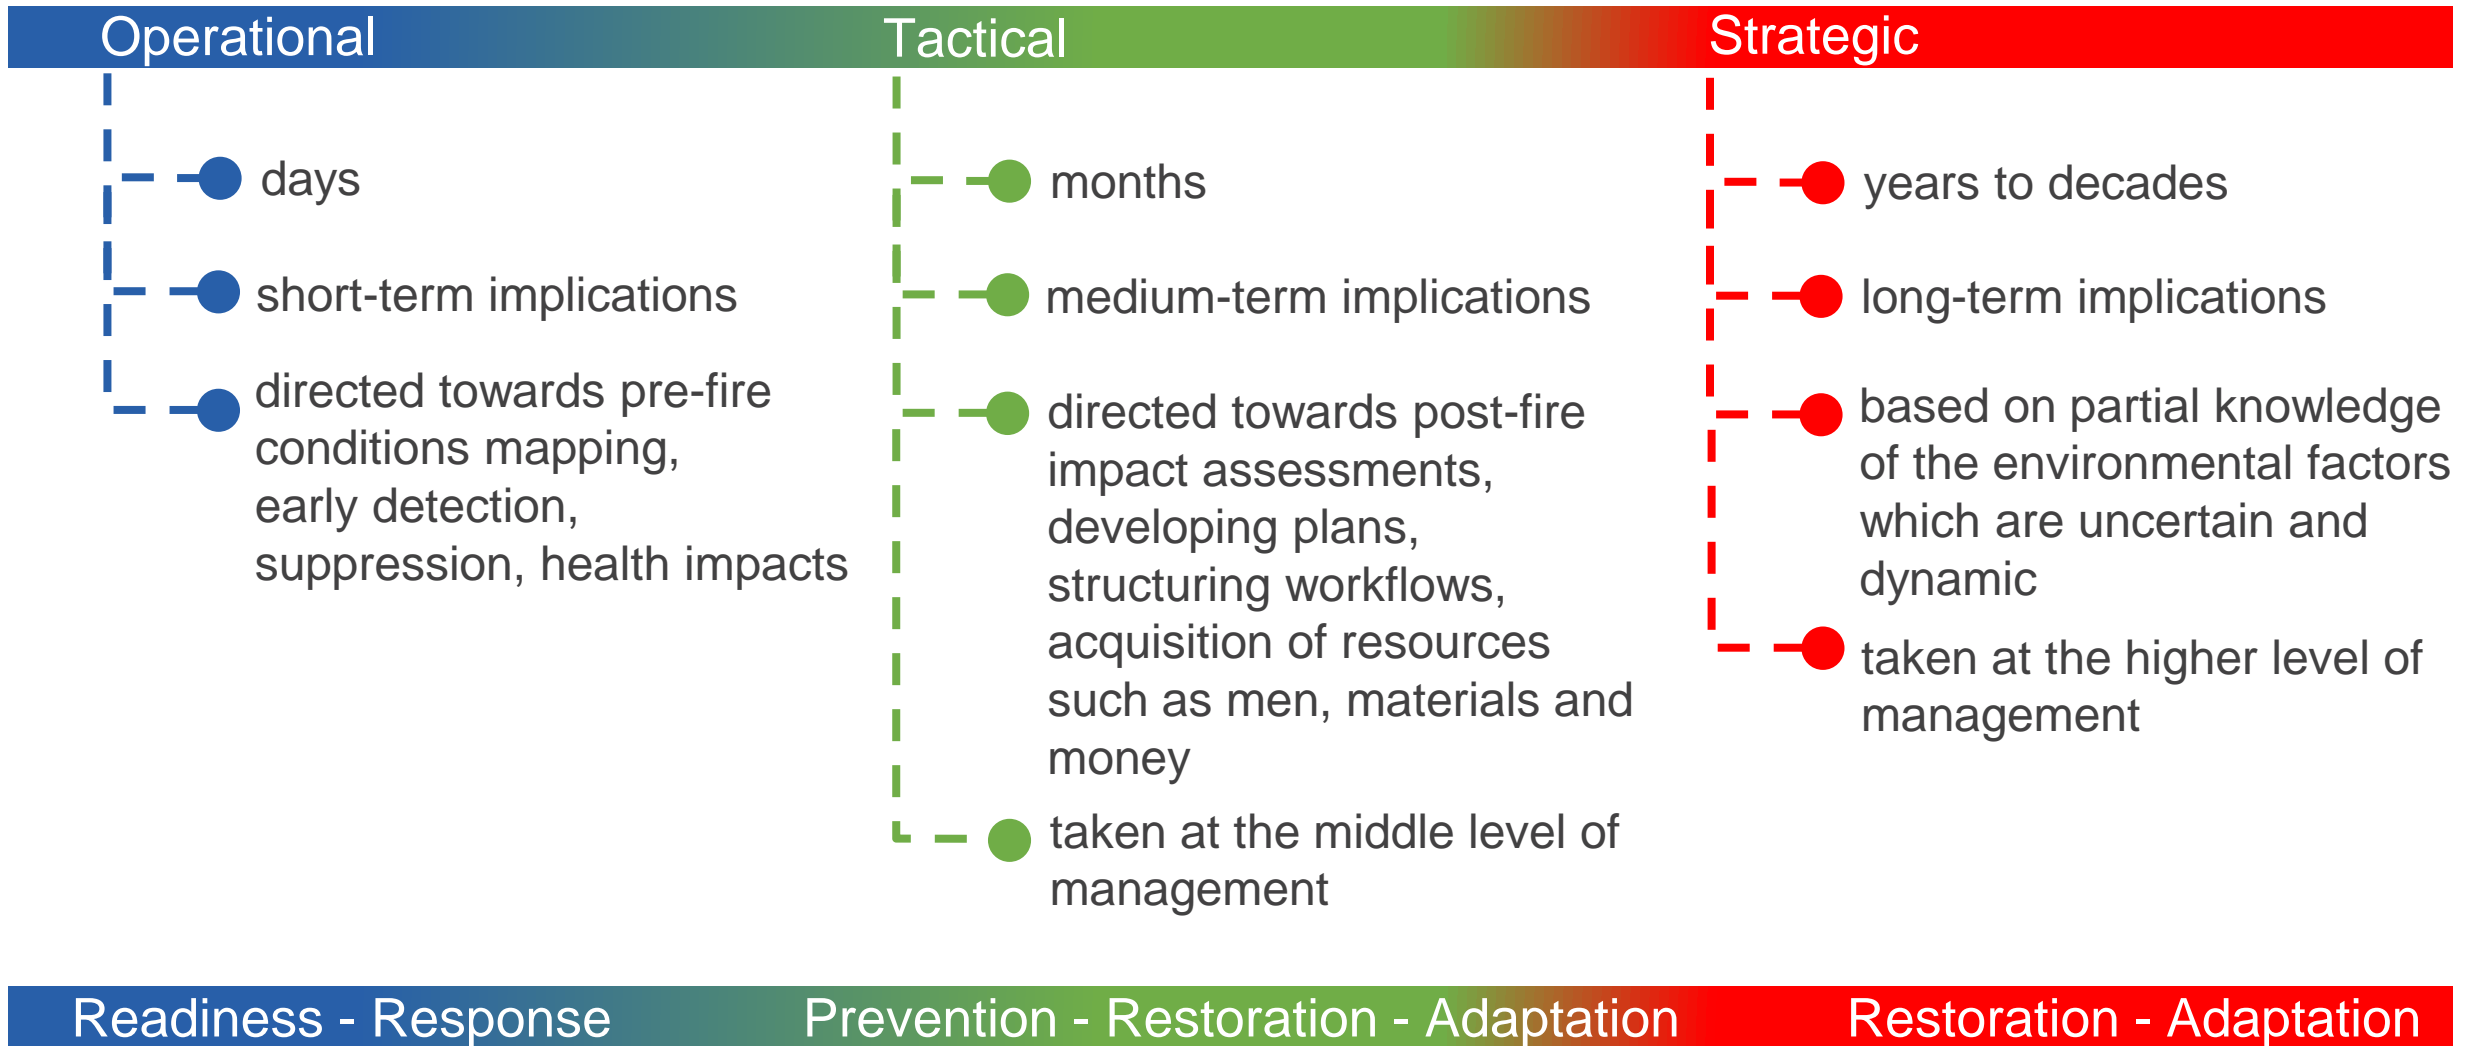 Operational
Tactical
Strategic
days
short-term implications
directed towards pre-fire
conditions mapping,
early detection,
suppression, health impacts
months
medium-term implications
directed towards post-fire
impact assessments,
developing plans,
structuring workflows,
acquisition of resources
such as men, materials and
money
taken at the middle level of
management
years to decades
long-term implications
based on partial knowledge
of the environmental factors
which are uncertain and
dynamic
taken at the higher level of
management
Readiness - Response
Prevention - Restoration - Adaptation
Restoration - Adaptation